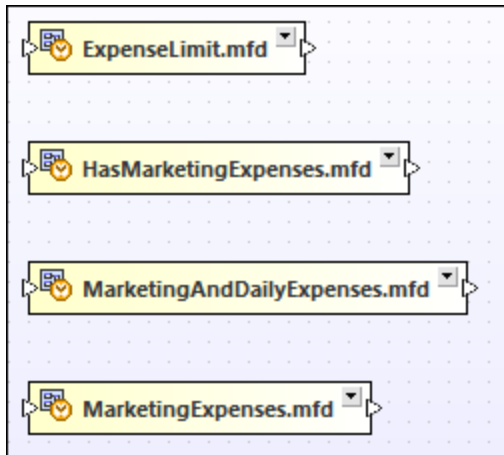 ExpenseLimit.mfd
HasMarketingExpenses.mfd
MarketingAndDailyExpenses.mfd
MarketingExpenses.mfd